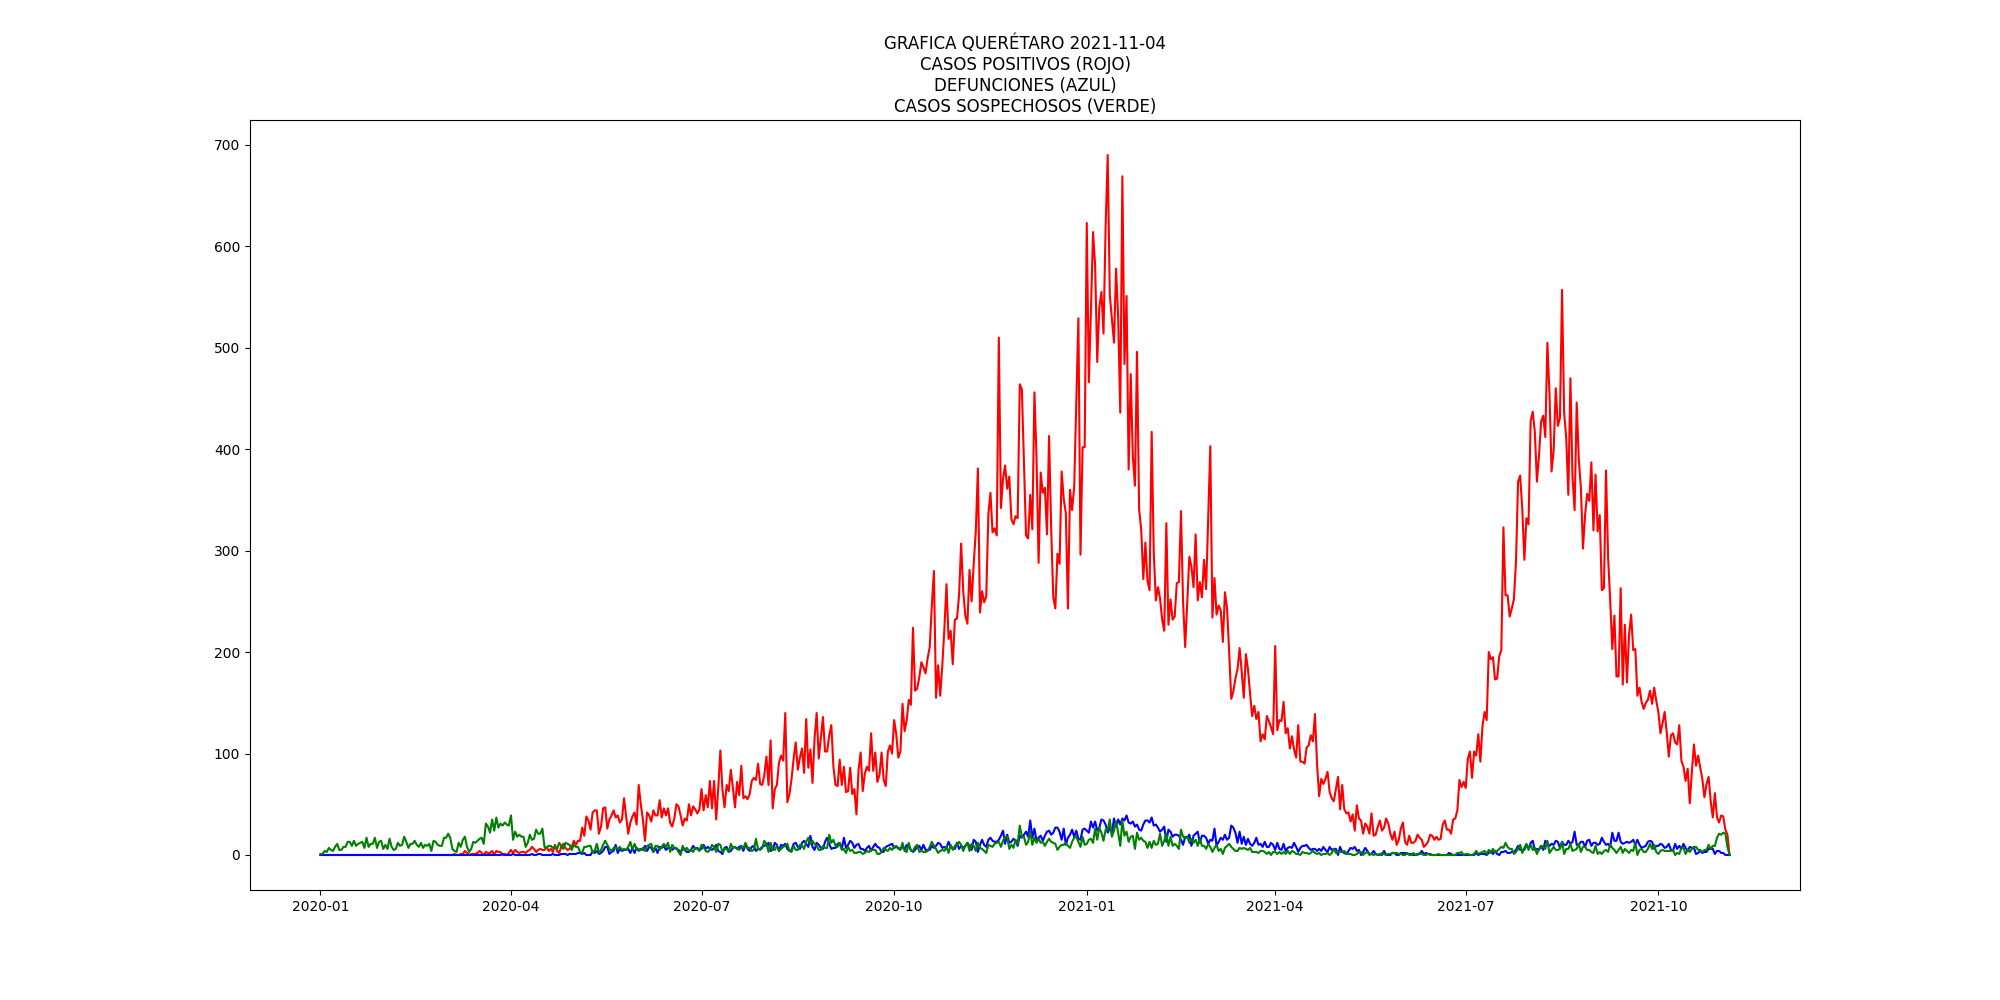 GRAFICA QUERÉTARO 2021-11-04
CASOS POSITIVOS (ROJO)
DEFUNCIONES (AZUL)
CASOS SOSPECHOSOS (VERDE)
700
600
500
400
300
200
100
0
2020-01 2020-04 2020-07 2020-10 2021-01 2021-04 2021-07 2021-10